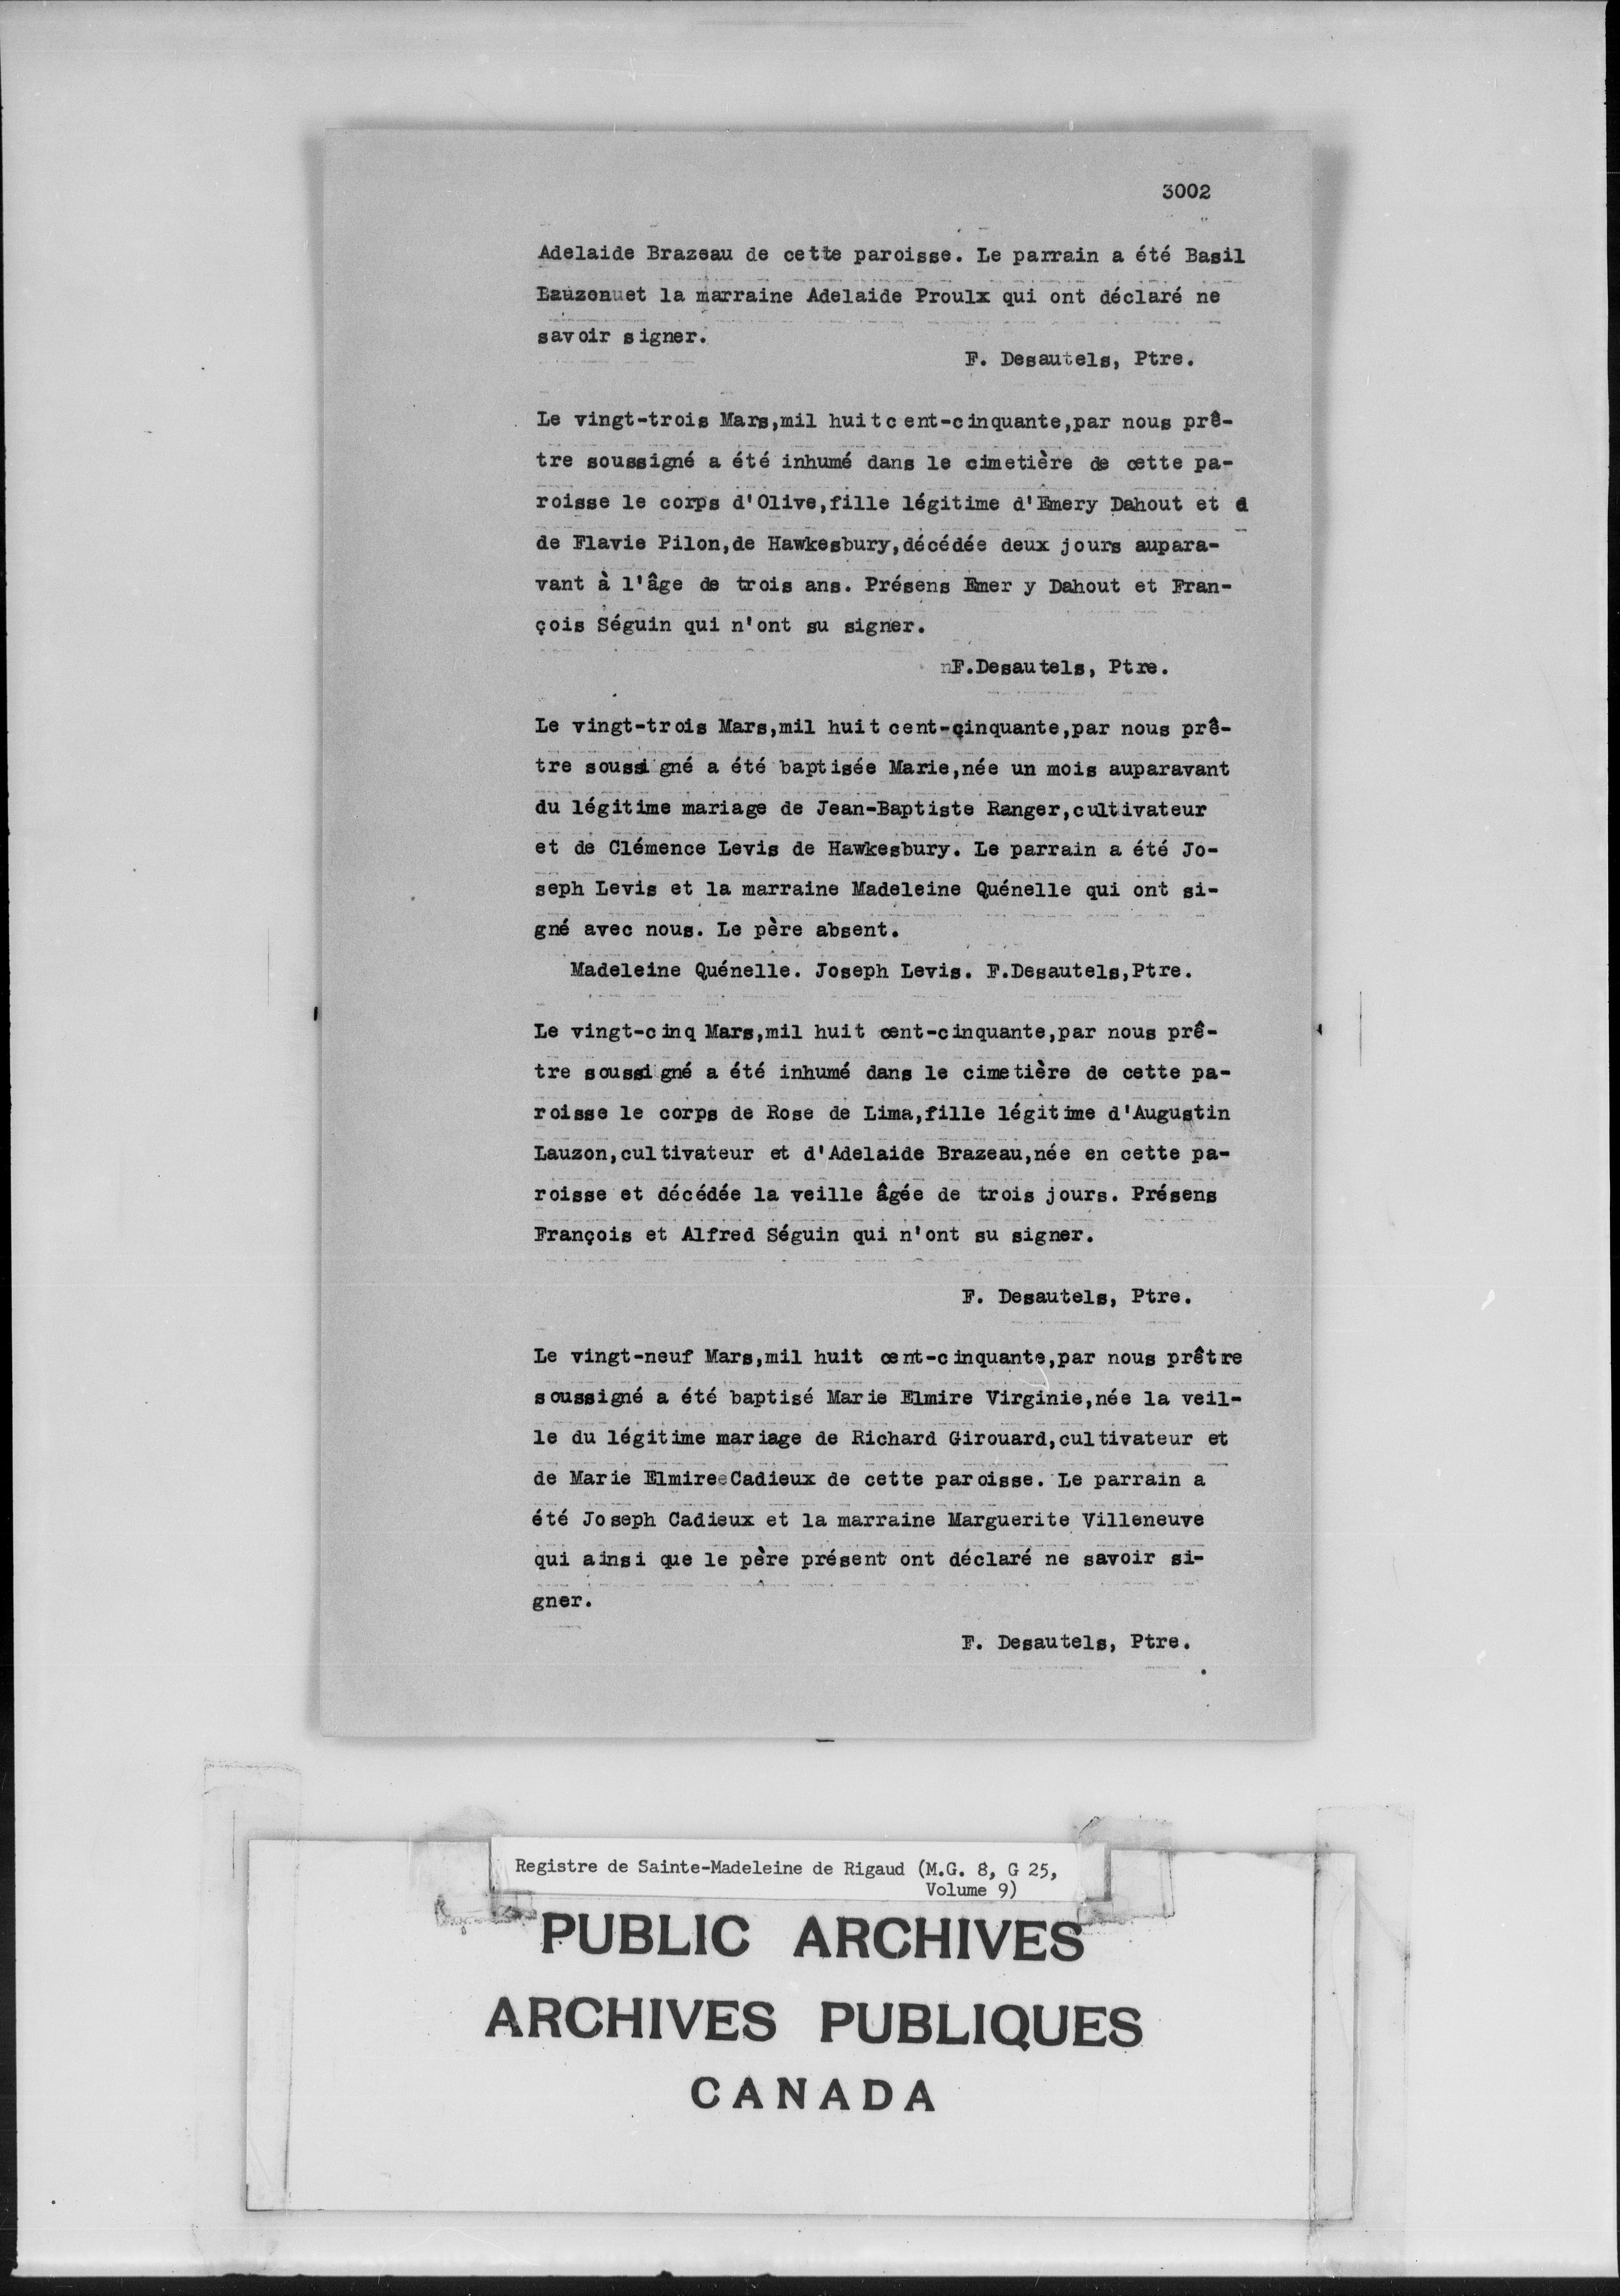 3002
Adelaide Brazeau de cette paroisse. Le parrain a été Basil
Lauzon et la marraine Adelaide Proulx qui ont déclaré ne
savoir signer.
F. Desautels, Ptre.
Le vingt-trois Mars,mil huit cent-cinquante,par nous prê-
tre soussigné a été inhumé dans le cimetière de cette pa-
roisse le corps d'Olive,fille légitime d'Emery Dahout et d
de Flavie Pilon,de Hawkesbury,décédée deux jours aupara-
vant à l'âge de trois ans. Présens Emer y Dahout et Fran-
çois Séguin qui n'ont su signer.
F.Desautels, Ptre.
Le vingt-trois Mars,mil huit cent-cinquante,par nous prê-
tre soussigné a été baptisée Marie,née un mois auparavant
du légitime mariage de Jean-Baptiste Ranger,cultivateur
et de Clémence Levis de Hawkesbury. Le parrain a été Jo-
seph Levis et la marraine Madeleine Quénelle qui ont si-
gné avec nous. Le père absent.
Madeleine Quénelle. Joseph Levis. F.Desautels,Ptre.
Le vingt-cinq Mars,mil huit cent-cinquante,par nous prê-
tre soussigné a été inhumé dans le cimetière de cette pa-
roisse le corps de Rose de Lima,fille légitime d'Augustin
Lauzon,cultivateur et d'Adelaide Brazeau,née en cette pa-
roisse et décédée la veille âgée de trois jours. Présens
François et Alfred Séguin qui n'ont su signer.
F. Desautels, Ptre.
Le vingt-neuf Mars,mil huit cent-cinquante,par nous prêtre
soussigné a été baptisé Marie Elmire Virginie,née la veil-
le du légitime mariage de Richard Girouard,cultivateur et
de Marie Elmire Cadieux de cette paroisse. Le parrain a
été Joseph Cadieux et la marraine Marguerite Villeneuve
qui ainsi que le père présent ont déclaré ne savoir si-
gner.
F. Desautels, Ptre.
Registre de Sainte-Madeleine de Rigaud (M.G. 8, G 25,
Volume 9)
PUBLIC ARCHIVES
ARCHIVES PUBLIQUES
CANADA